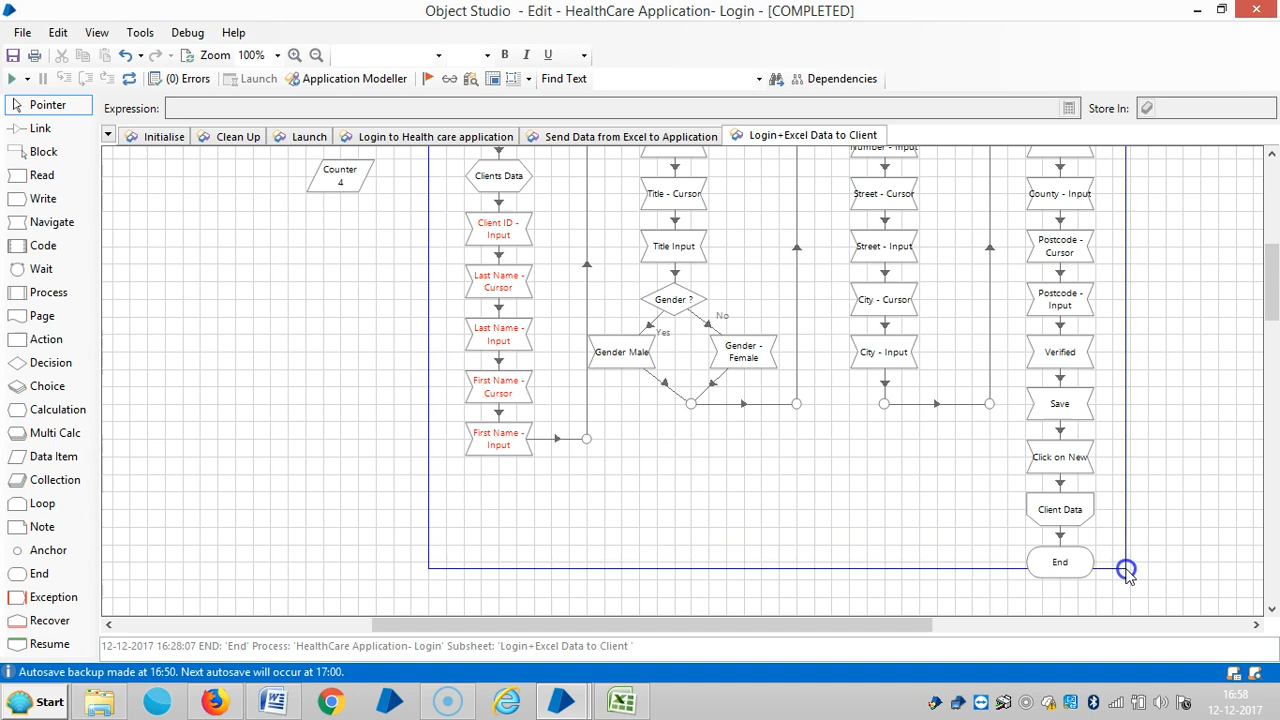 Object Studio - Edit - HealthCare Application- Login - [COMPLETED]
File Edit View Tools Debug Help
Zoom 100% B I U
(0) Errors Launch Application Modeller Find Text Dependencies
Pointer
Expression:
Store In:
Link
Block
Read
Write
Navigate
Code
Wait
Process
Page
Action
Decision
Choice
Calculation
Multi Calc
Data Item
Collection
Loop
Note
Anchor
End
Exception
Recover
Resume
Initialise
Clean Up
Launch
Login to Health care application
Send Data from Excel to Application
Login+Excel Data to Client
Counter
4
Clients Data
Client ID -
Input
Last Name -
Cursor
Last Name -
Input
First Name -
Cursor
First Name -
Input
Title - Cursor
Title Input
Gender ?
Yes
No
Gender Male
Gender -
Female
Number - Input
Street - Cursor
Street - Input
City - Cursor
City - Input
County - Input
Postcode -
Cursor
Postcode -
Input
Verified
Save
Click on New
Client Data
End
12-12-2017 16:28:07 END: 'End' Process: 'HealthCare Application- Login' Subsheet: 'Login+Excel Data to Client '
Autosave backup made at 16:50. Next autosave will occur at 17:00.
Start
16:58
12-12-2017